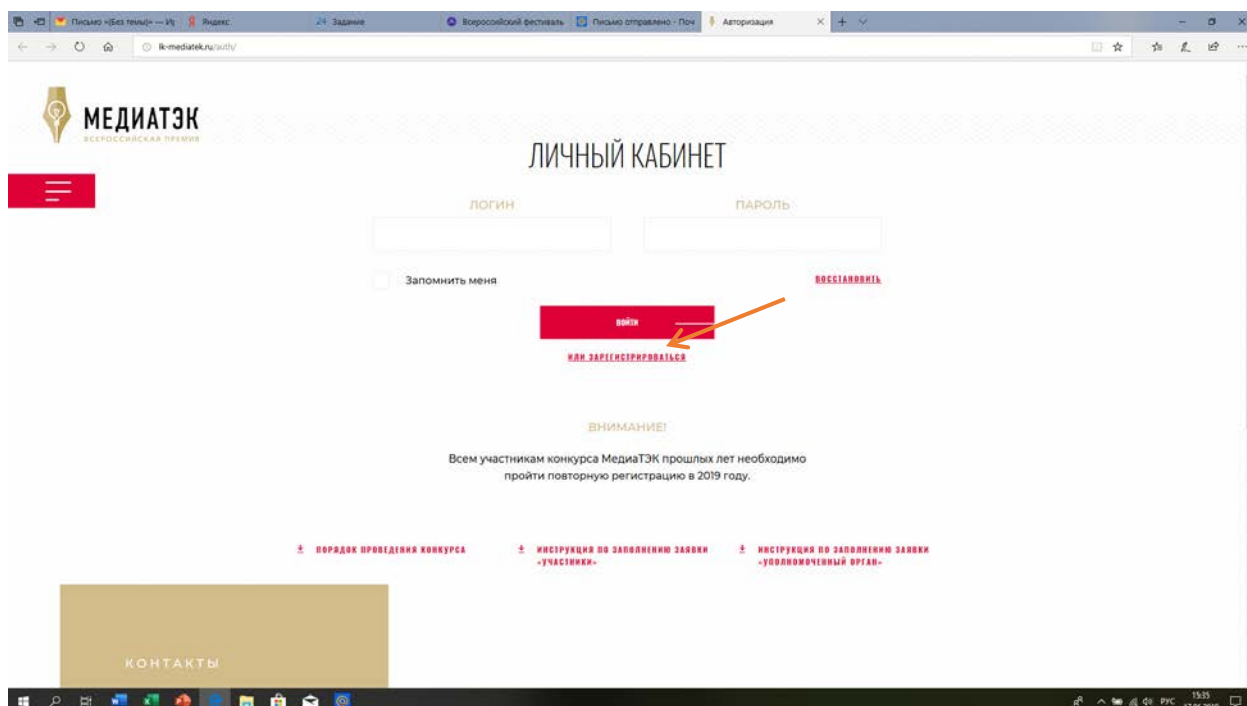 Письмо «(Без темы)» — Ид
Яндекс
Задание
Всероссийский фестиваль
Письмо отправлено - Поч
Авторизация
lk-mediatek.ru/auth/
МЕДИАТЭК
ВСЕРОССИЙСКАЯ ПРЕМИЯ
ЛИЧНЫЙ КАБИНЕТ
ЛОГИН ПАРОЛЬ
Запомнить меня ВОССТАНОВИТЬ
ВОЙТИ
ИЛИ ЗАРЕГИСТРИРОВАТЬСЯ
ВНИМАНИЕ!
Всем участникам конкурса МедиаТЭК прошлых лет необходимо
пройти повторную регистрацию в 2019 году.
ПОРЯДОК ПРОВЕДЕНИЯ КОНКУРСА
ИНСТРУКЦИЯ ПО ЗАПОЛНЕНИЮ ЗАЯВКИ
«УЧАСТНИКИ»
ИНСТРУКЦИЯ ПО ЗАПОЛНЕНИЮ ЗАЯВКИ
«УПОЛНОМОЧЕННЫЙ ОРГАН»
КОНТАКТЫ
РУС
15:35